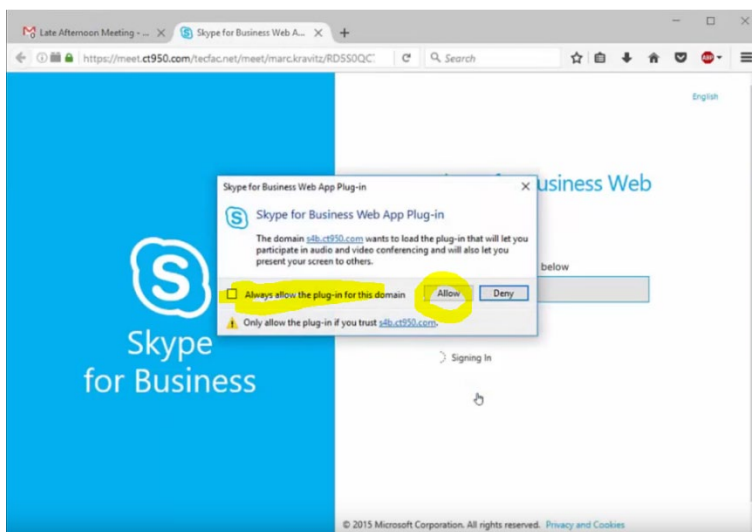 Late Afternoon Meeting - ...
Skype for Business Web A...
https://meet.ct950.com/tecfac.net/meet/marc.kravitz/
Search
ABP
English
usiness Web
Skype for Business Web App Plug-in
Skype for Business Web App Plug-in
The domain s4b.ct950.com wants to load the plug-in that will let you
participate in audio and video conferencing and will also let you
present your screen to others.
below
Always allow the plug-in for this domain
Allow
Deny
Only allow the plug-in if you trust s4b.ct950.com.
Signing In
Skype
for Business
© 2015 Microsoft Corporation. All rights reserved. Privacy and Cookies